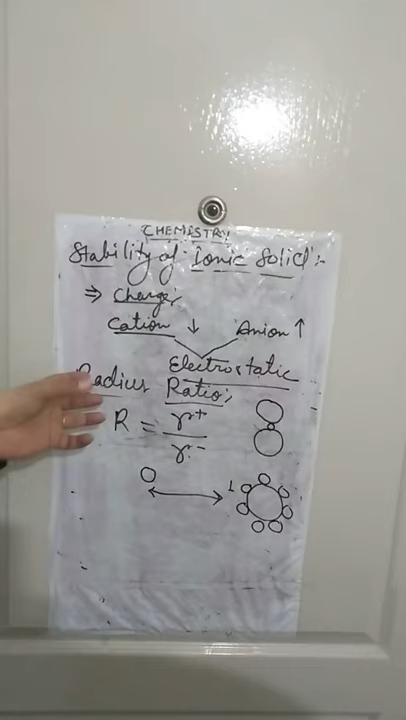 CHEMISTRY
Stability of Ionic Solid:-
⇒ Charge:
Cation ↓ Anion ↑
Electrostatic
Radius Ratio:
R = r+ / r-